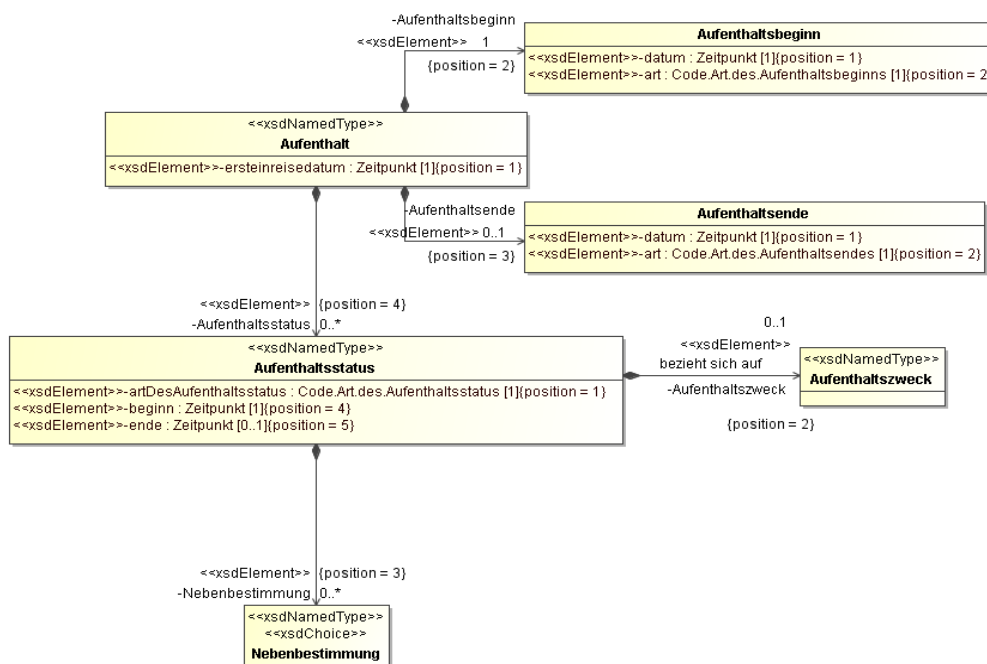 -Aufenthaltsbeginn
<<xsdElement>> 1
{position = 2}
Aufenthaltsbeginn
<<xsdElement>>-datum : Zeitpunkt [1]{position = 1}
<<xsdElement>>-art : Code.Art.des.Aufenthaltsbeginns [1]{position = 2
<<xsdNamedType>>
Aufenthalt
<<xsdElement>>-ersteinreisedatum : Zeitpunkt [1]{position = 1}
-Aufenthaltsende
<<xsdElement>> 0..1
{position = 3}
Aufenthaltsende
<<xsdElement>>-datum : Zeitpunkt [1]{position = 1}
<<xsdElement>>-art : Code.Art.des.Aufenthaltsendes [1]{position = 2}
<<xsdElement>> {position = 4}
-Aufenthaltsstatus 0..*
<<xsdNamedType>>
Aufenthaltsstatus
<<xsdElement>>-artDesAufenthaltsstatus : Code.Art.des.Aufenthaltsstatus [1]{position = 1}
<<xsdElement>>-beginn : Zeitpunkt [1]{position = 4}
<<xsdElement>>-ende : Zeitpunkt [0..1]{position = 5}
0..1
<<xsdElement>>
bezieht sich auf
-Aufenthaltszweck
{position = 2}
<<xsdNamedType>>
Aufenthaltszweck
<<xsdElement>> {position = 3}
-Nebenbestimmung 0..*
<<xsdNamedType>>
<<xsdChoice>>
Nebenbestimmung